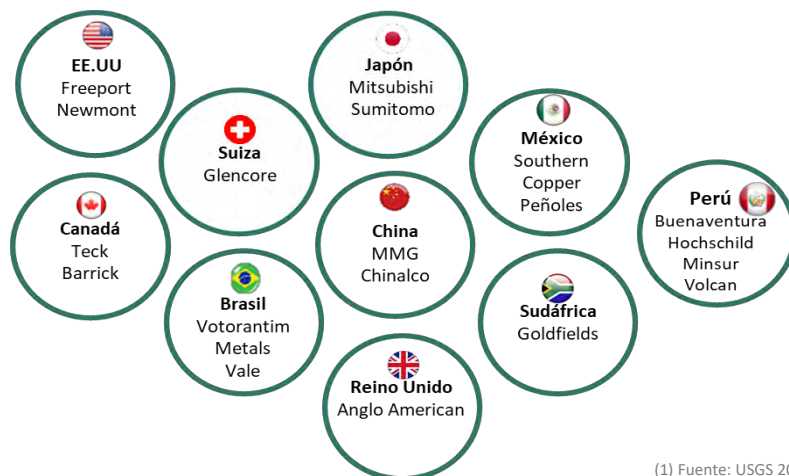 EE.UU
Freeport
Newmont
Japón
Mitsubishi
Sumitomo
Suiza
Glencore
México
Southern
Copper
Peñoles
Canadá
Teck
Barrick
China
MMG
Chinalco
Perú
Buenaventura
Hochschild
Minsur
Volcan
Brasil
Votorantim
Metals
Vale
Sudáfrica
Goldfields
Reino Unido
Anglo American
(1) Fuente: USGS 20